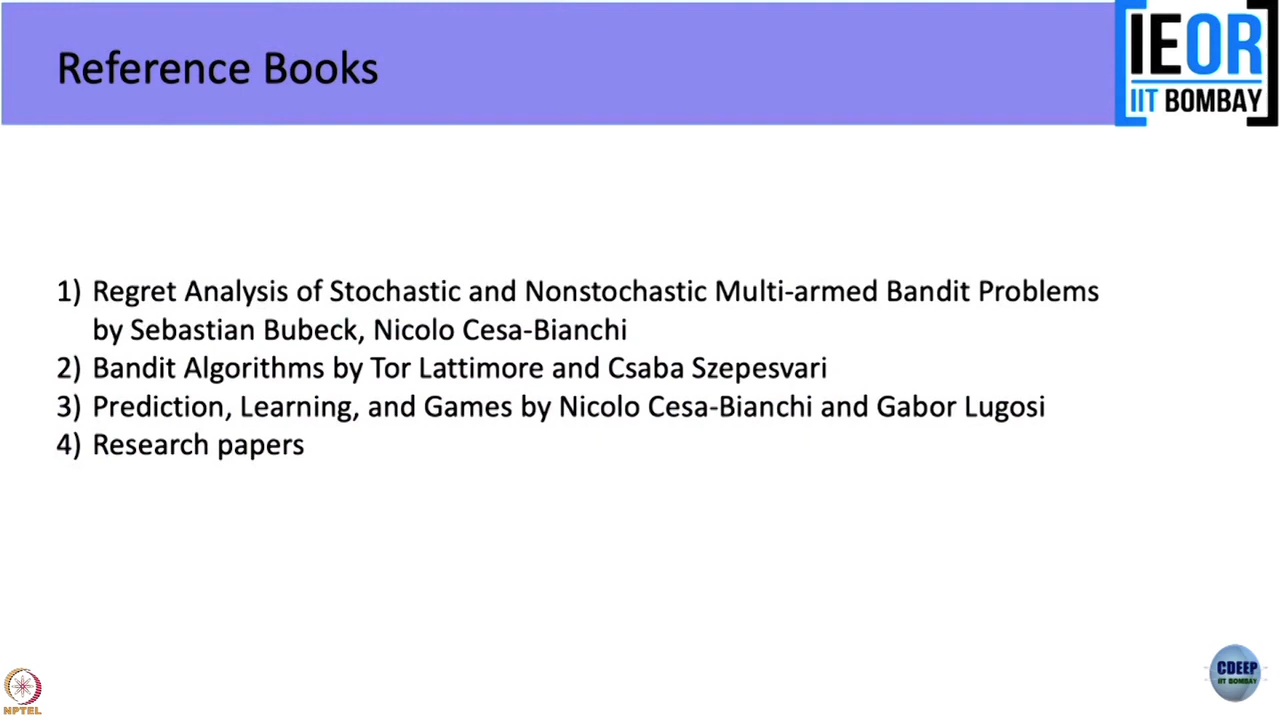 Reference Books
IEOR
IIT BOMBAY
1) Regret Analysis of Stochastic and Nonstochastic Multi-armed Bandit Problems
by Sebastian Bubeck, Nicolo Cesa-Bianchi
2) Bandit Algorithms by Tor Lattimore and Csaba Szepesvari
3) Prediction, Learning, and Games by Nicolo Cesa-Bianchi and Gabor Lugosi
4) Research papers
NPTEL
CDEEP
IIT BOMBAY